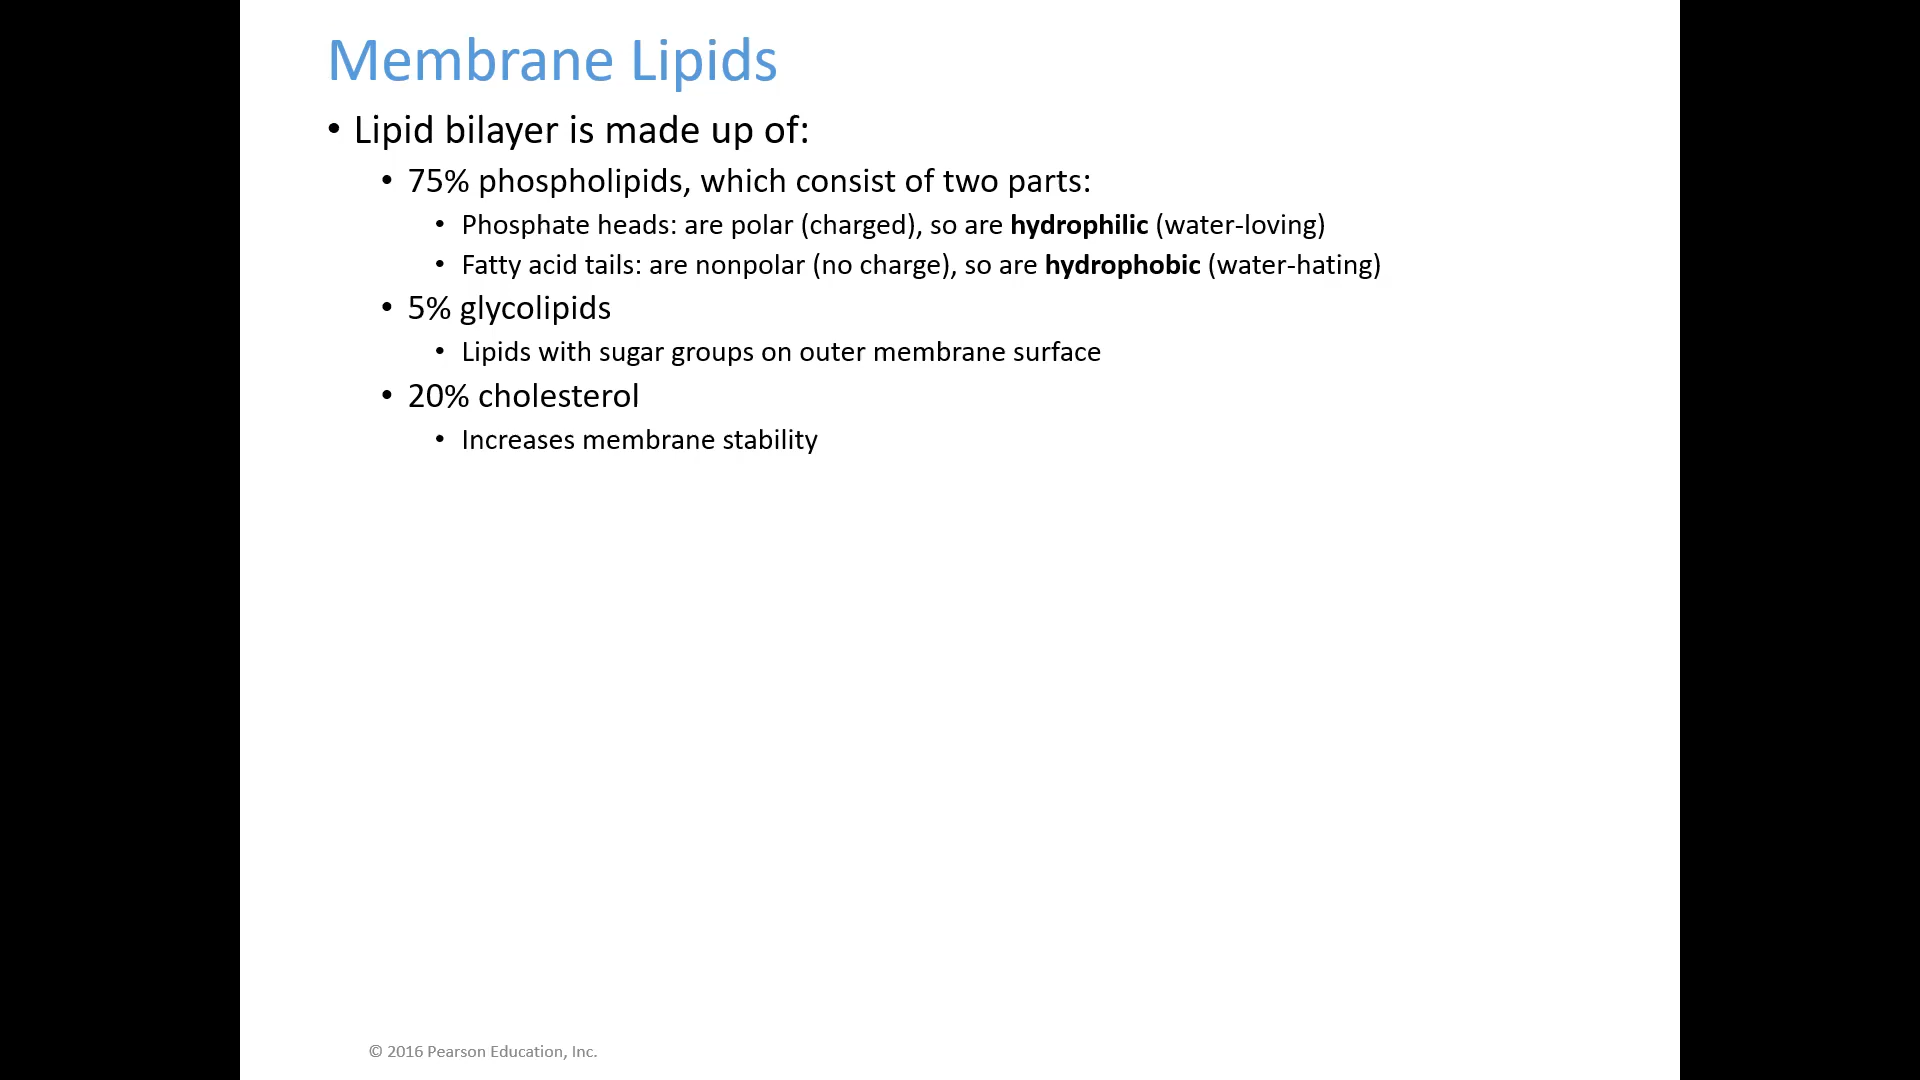 Membrane Lipids
• Lipid bilayer is made up of:
• 75% phospholipids, which consist of two parts:
• Phosphate heads: are polar (charged), so are hydrophilic (water-loving)
• Fatty acid tails: are nonpolar (no charge), so are hydrophobic (water-hating)
• 5% glycolipids
• Lipids with sugar groups on outer membrane surface
• 20% cholesterol
• Increases membrane stability
© 2016 Pearson Education, Inc.